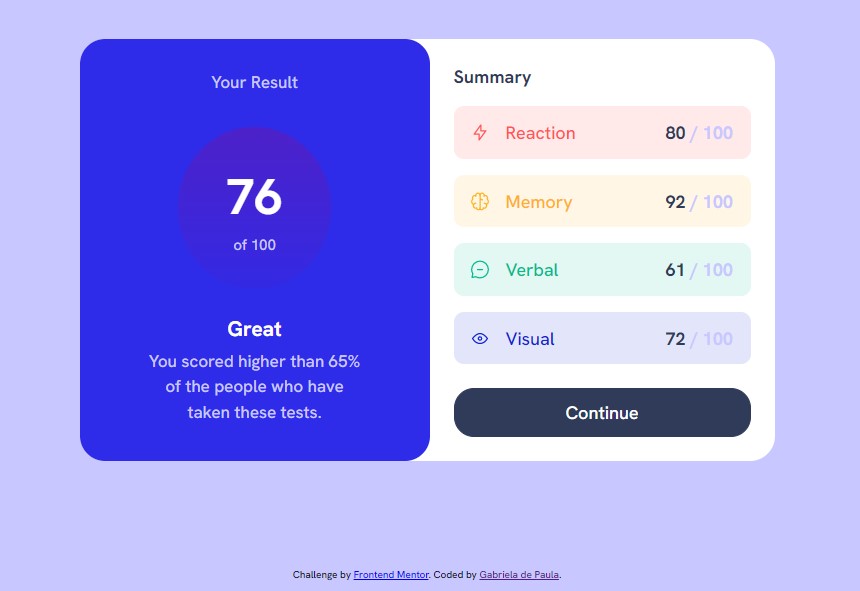 Your Result
76
of 100
Great
You scored higher than 65%
of the people who have
taken these tests.
Summary
Reaction 80 / 100
Memory 92 / 100
Verbal 61 / 100
Visual 72 / 100
Continue
Challenge by Frontend Mentor. Coded by Gabriela de Paula.